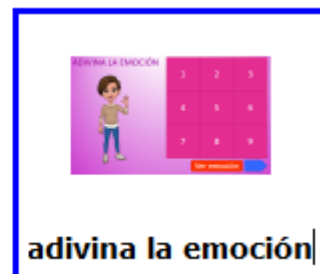 ADIVINA LA EMOCIÓN
1 2 3
4 5 6
7 8 9
Ver emoción
adivina la emoción